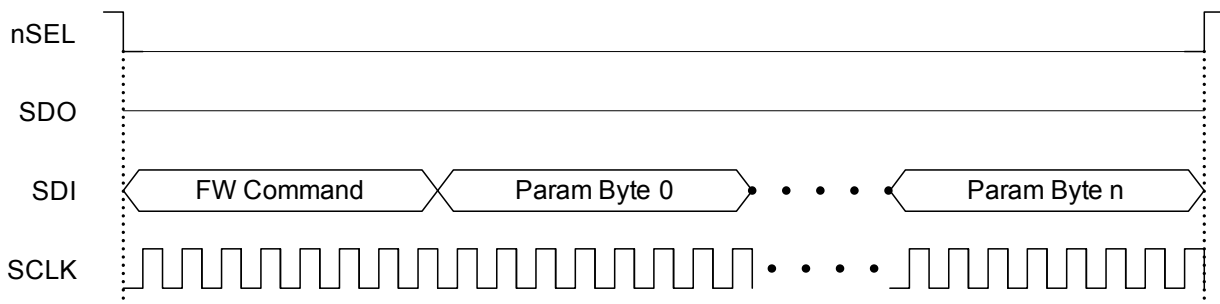 nSEL
SDO
SDI FW Command Param Byte 0 Param Byte n
SCLK